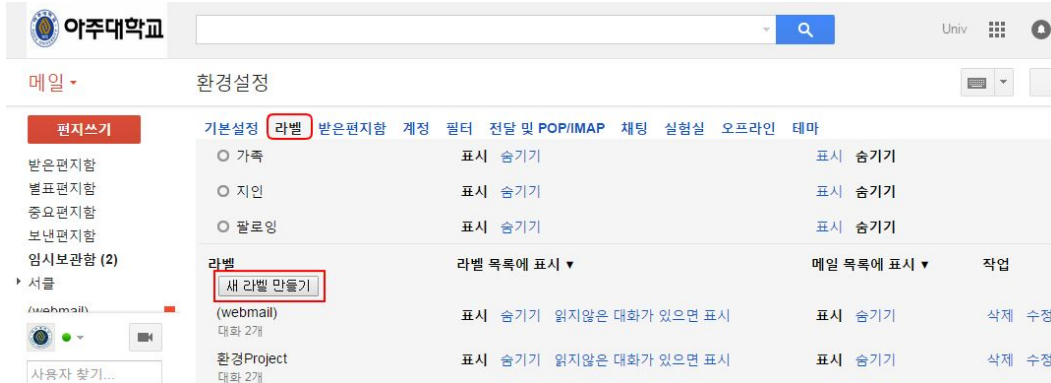 아주대학교
Univ
메일
환경설정
편지쓰기
기본설정 라벨 받은편지함 계정 필터 전달 및 POP/IMAP 채팅 실험실 오프라인 테마
받은편지함
별표편지함
중요편지함
보낸편지함
임시보관함 (2)
서클
(webmail)
사용자 찾기...
가족 표시 숨기기 표시 숨기기
지인 표시 숨기기 표시 숨기기
팔로잉 표시 숨기기 표시 숨기기
라벨 라벨 목록에 표시 ▼ 메일 목록에 표시 ▼ 작업
새 라벨 만들기
(webmail) 표시 숨기기 읽지않은 대화가 있으면 표시 표시 숨기기 삭제 수정
대화 2개
환경Project 표시 숨기기 읽지않은 대화가 있으면 표시 표시 숨기기 삭제 수정
대화 2개